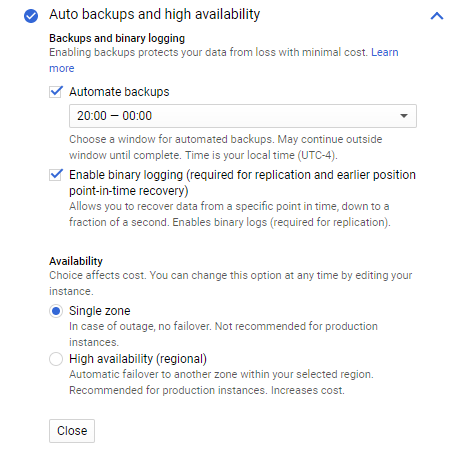 Auto backups and high availability
Backups and binary logging
Enabling backups protects your data from loss with minimal cost. Learn
more
Automate backups
20:00 — 00:00
Choose a window for automated backups. May continue outside
window until complete. Time is your local time (UTC-4).
Enable binary logging (required for replication and earlier position
point-in-time recovery)
Allows you to recover data from a specific point in time, down to a
fraction of a second. Enables binary logs (required for replication).
Availability
Choice affects cost. You can change this option at any time by editing your
instance.
Single zone
In case of outage, no failover. Not recommended for production
instances.
High availability (regional)
Automatic failover to another zone within your selected region.
Recommended for production instances. Increases cost.
Close